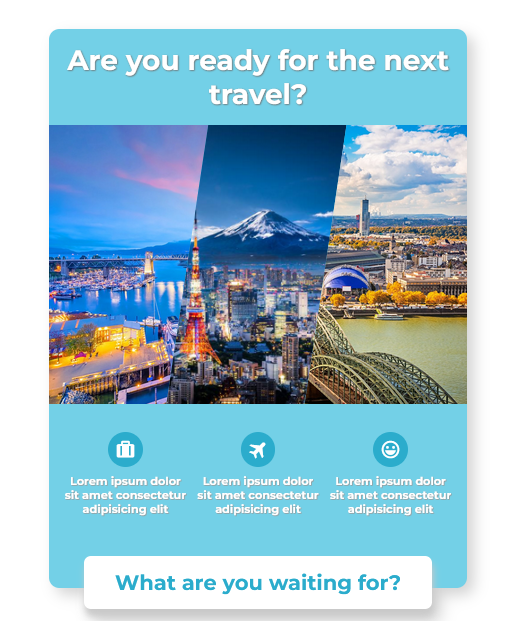 Are you ready for the next
travel?
Lorem ipsum dolor
sit amet consectetur
adipisicing elit
Lorem ipsum dolor
sit amet consectetur
adipisicing elit
Lorem ipsum dolor
sit amet consectetur
adipisicing elit
What are you waiting for?